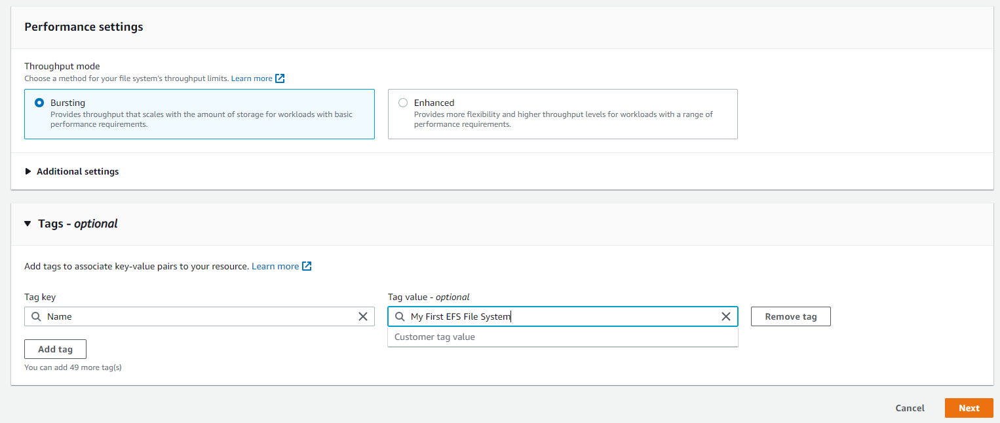 Performance settings
Throughput mode
Choose a method for your file system's throughput limits. Learn more
Bursting
Provides throughput that scales with the amount of storage for workloads with basic
performance requirements.
Enhanced
Provides more flexibility and higher throughput levels for workloads with a range of
performance requirements.
Additional settings
Tags - optional
Add tags to associate key-value pairs to your resource. Learn more
Tag key
Tag value - optional
Name
My First EFS File System
Remove tag
Customer tag value
Add tag
You can add 49 more tag(s)
Cancel
Next